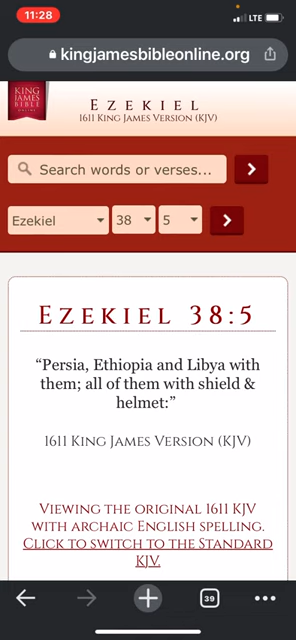 11:28
LTE
kingjamesbibleonline.org
KING
JAMES
BIBLE
ONLINE
EZEKIEL
1611 KING JAMES VERSION (KJV)
Search words or verses...
Ezekiel 38 5
EZEKIEL 38:5
“Persia, Ethiopia and Libya with
them; all of them with shield &
helmet:”
1611 KING JAMES VERSION (KJV)
VIEWING THE ORIGINAL 1611 KJV
WITH ARCHAIC ENGLISH SPELLING.
CLICK TO SWITCH TO THE STANDARD
KJV.
39